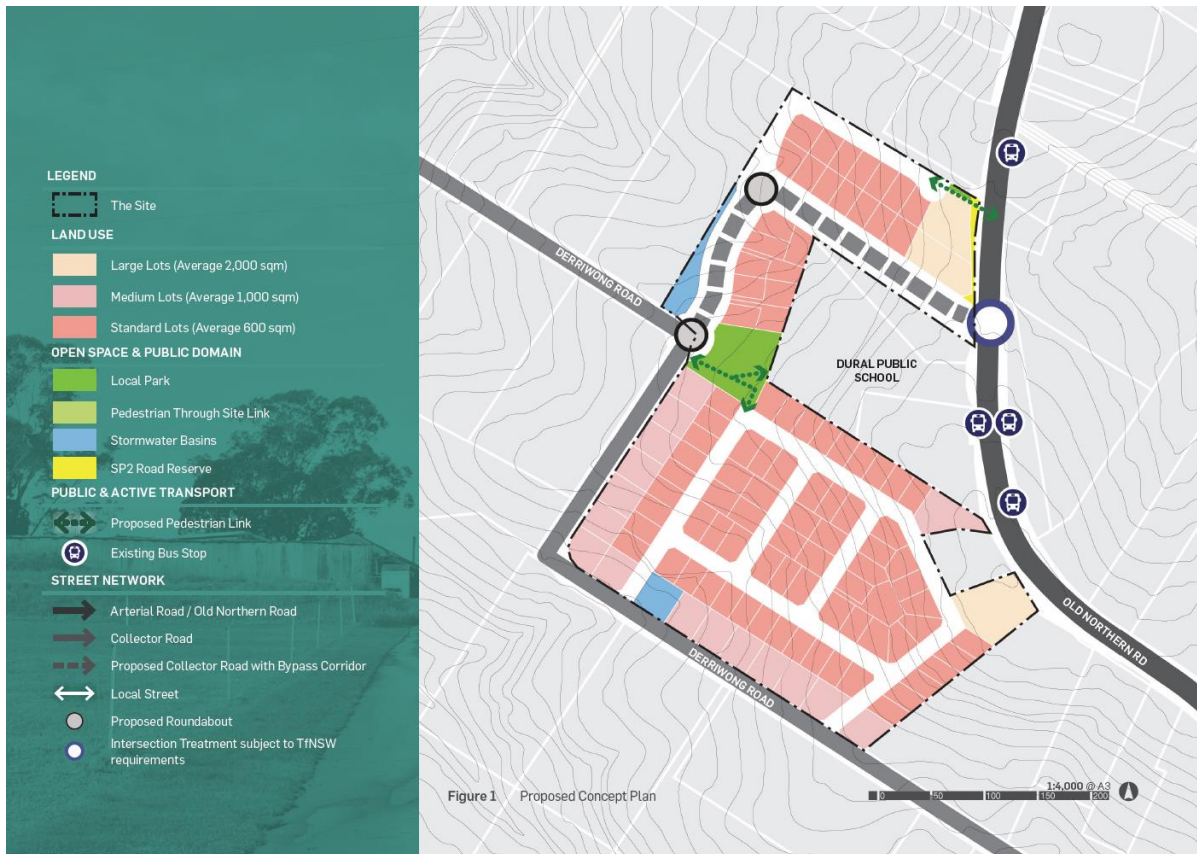 LEGEND
The Site
LAND USE
Large Lots (Average 2,000 sqm)
Medium Lots (Average 1,000 sqm)
Standard Lots (Average 600 sqm)
OPEN SPACE & PUBLIC DOMAIN
Local Park
Pedestrian Through Site Link
Stormwater Basins
SP2 Road Reserve
PUBLIC & ACTIVE TRANSPORT
Proposed Pedestrian Link
Existing Bus Stop
STREET NETWORK
Arterial Road / Old Northern Road
Collector Road
Proposed Collector Road with Bypass Corridor
Local Street
Proposed Roundabout
Intersection Treatment subject to TfNSW
requirements
DERRIWONG ROAD
DURAL PUBLIC
SCHOOL
OLD NORTHERN RD
DERRIWONG ROAD
Figure 1 Proposed Concept Plan
1:4,000 @ A3
0 50 100 150 200